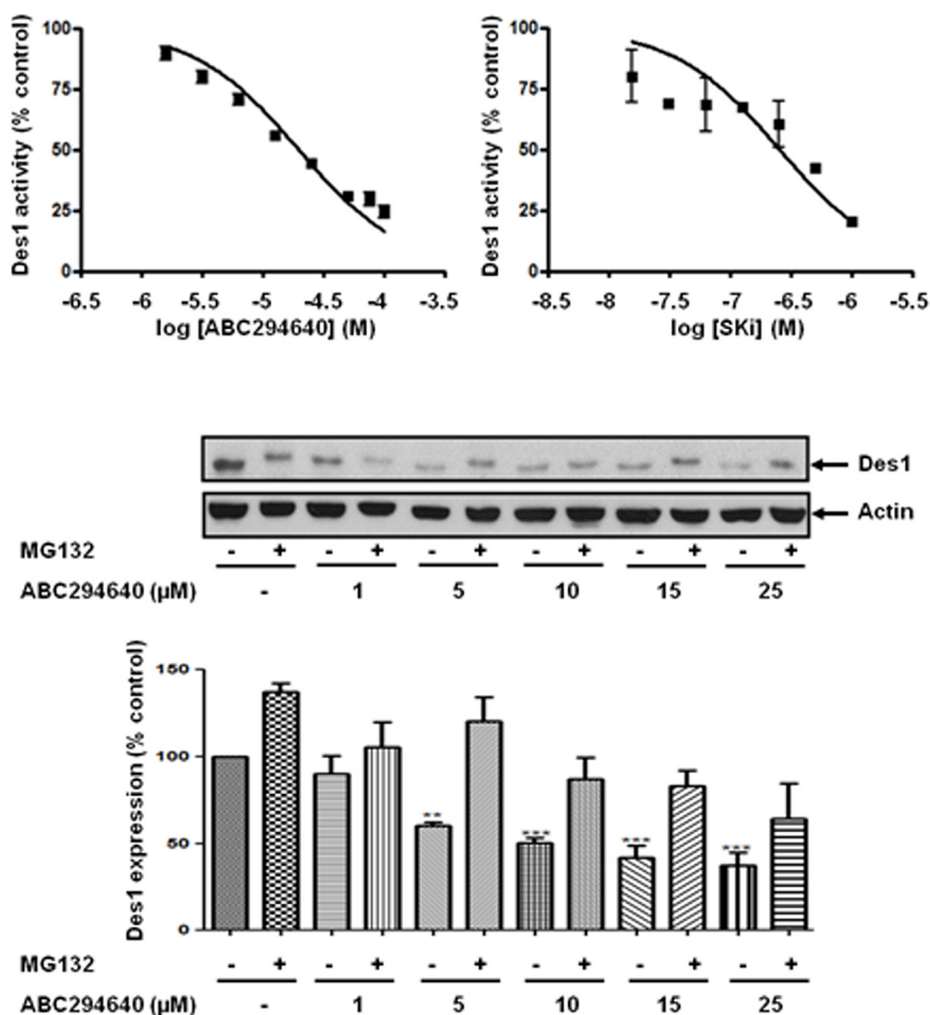 Des1 activity (% control)
100
75
50
25
0
-6.5 -6 -5.5 -5 -4.5 -4 -3.5
log [ABC294640] (M)
Des1 activity (% control)
100
75
50
25
0
-8.5 -8 -7.5 -7 -6.5 -6 -5.5
log [SKi] (M)
Des1
Actin
MG132 - + - + - + - + - + - +
ABC294640 (µM) - 1 5 10 15 25
Des1 expression (% control)
150
100
50
0
** *** *** ***
MG132 - + - + - + - + - + - +
ABC294640 (µM) - 1 5 10 15 25